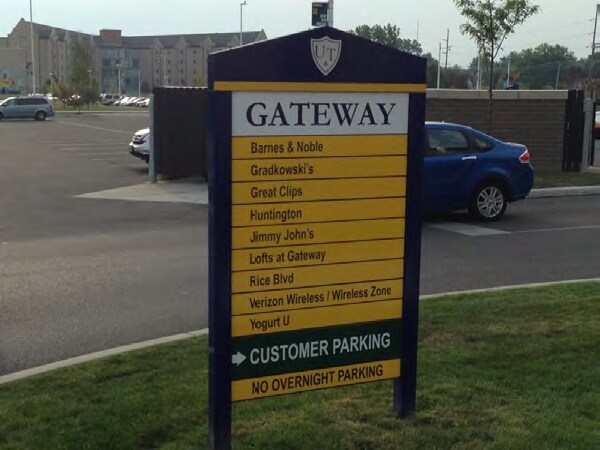 UT
GATEWAY
Barnes & Noble
Gradkowski's
Great Clips
Huntington
Jimmy John's
Lofts at Gateway
Rice Blvd
Verizon Wireless / Wireless Zone
Yogurt U
CUSTOMER PARKING
NO OVERNIGHT PARKING